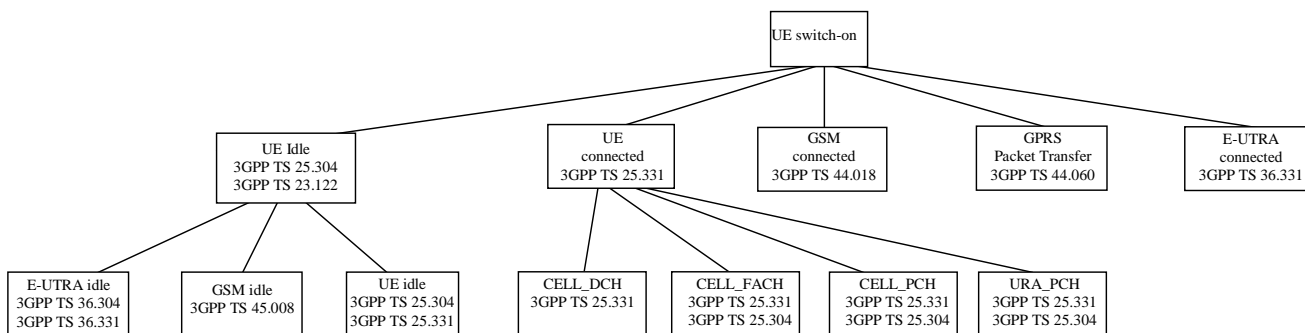 UE switch-on
UE Idle
3GPP TS 25.304
3GPP TS 23.122
UE
connected
3GPP TS 25.331
GSM
connected
3GPP TS 44.018
GPRS
Packet Transfer
3GPP TS 44.060
E-UTRA
connected
3GPP TS 36.331
E-UTRA idle
3GPP TS 36.304
3GPP TS 36.331
GSM idle
3GPP TS 45.008
UE idle
3GPP TS 25.304
3GPP TS 25.331
CELL_DCH
3GPP TS 25.331
CELL_FACH
3GPP TS 25.331
3GPP TS 25.304
CELL_PCH
3GPP TS 25.331
3GPP TS 25.304
URA_PCH
3GPP TS 25.331
3GPP TS 25.304